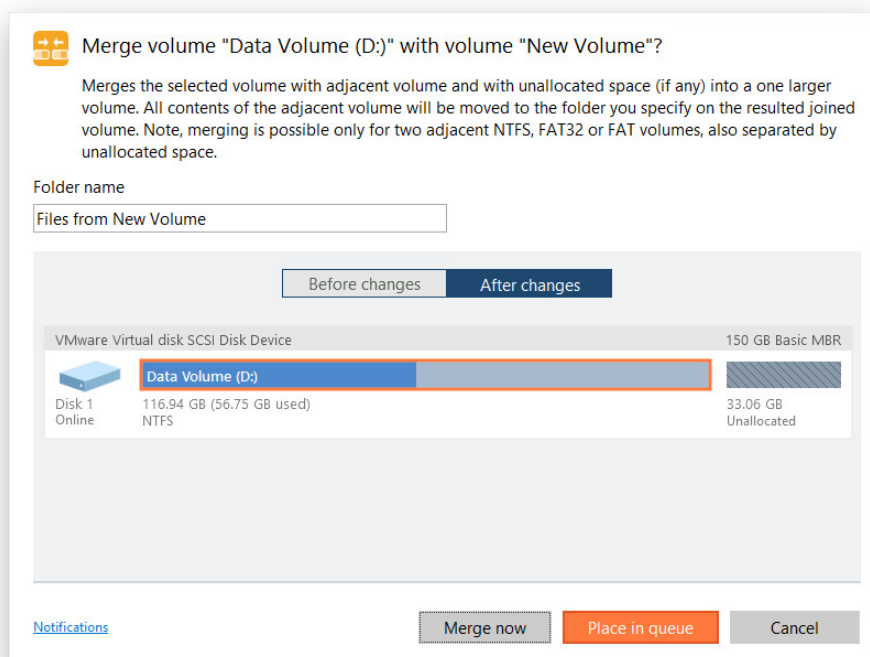 Merge volume "Data Volume (D:)" with volume "New Volume"?
Merges the selected volume with adjacent volume and with unallocated space (if any) into a one larger
volume. All contents of the adjacent volume will be moved to the folder you specify on the resulted joined
volume. Note, merging is possible only for two adjacent NTFS, FAT32 or FAT volumes, also separated by
unallocated space.
Folder name
Files from New Volume
Before changes After changes
VMware Virtual disk SCSI Disk Device 150 GB Basic MBR
Data Volume (D:)
Disk 1 116.94 GB (56.75 GB used) 33.06 GB
Online NTFS Unallocated
Notifications Merge now Place in queue Cancel